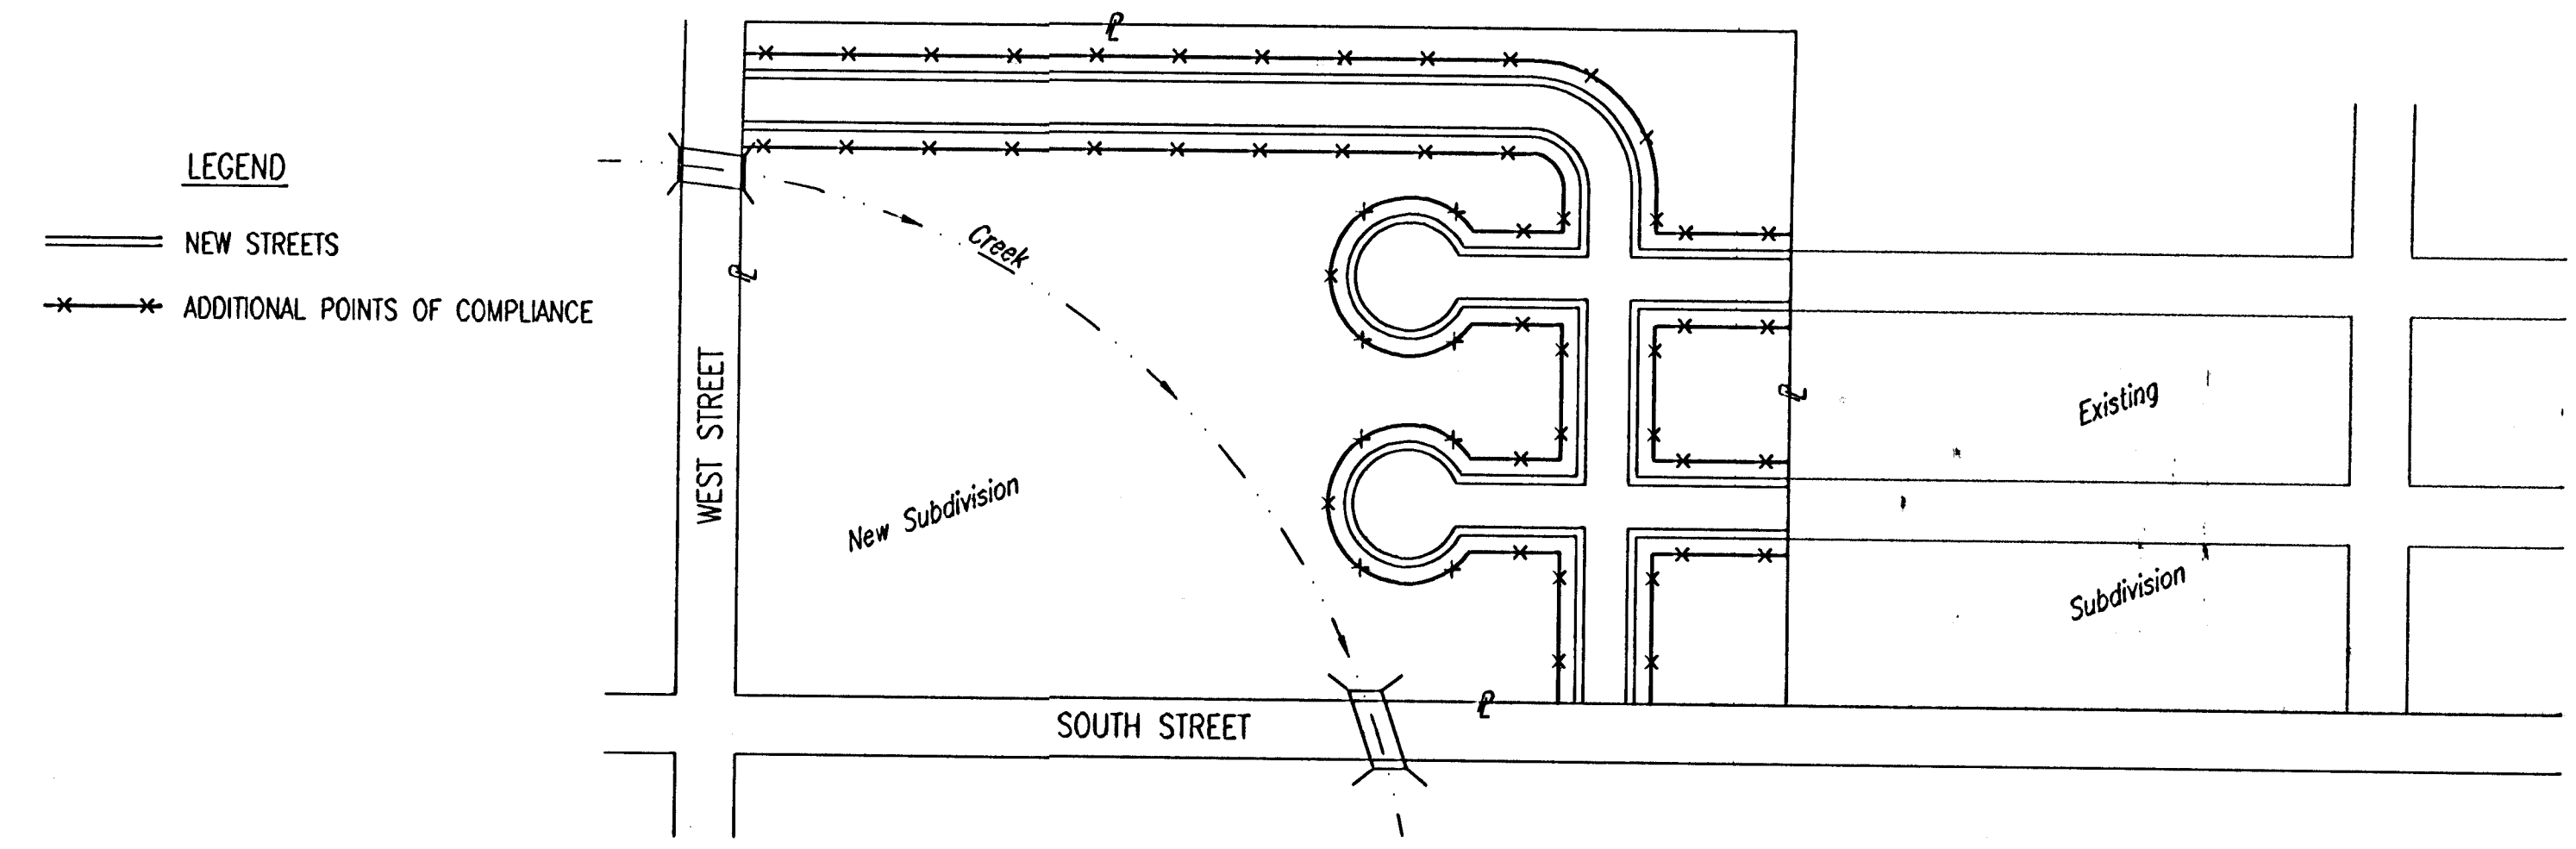 LEGEND
NEW STREETS
ADDITIONAL POINTS OF COMPLIANCE
WEST STREET
Creek
New Subdivision
SOUTH STREET
Existing
Subdivision
℄
℄
℄
℄